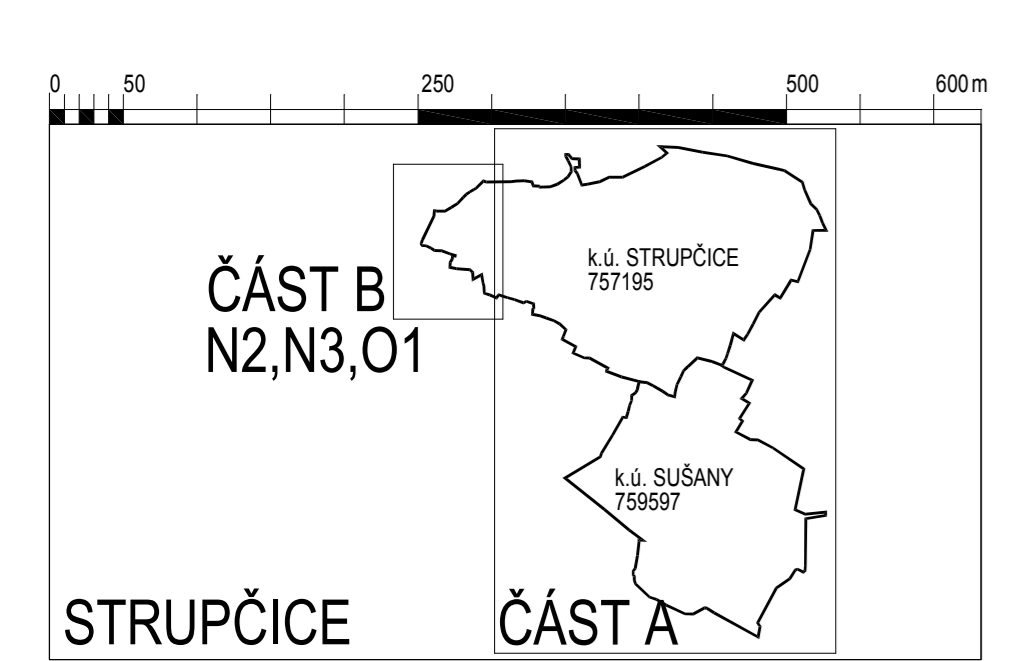 0 50 250 500 600 m
k.ú. STRUPČICE
757195
ČÁST B
N2,N3,O1
k.ú. SUŠANY
759597
STRUPČICE ČÁST A